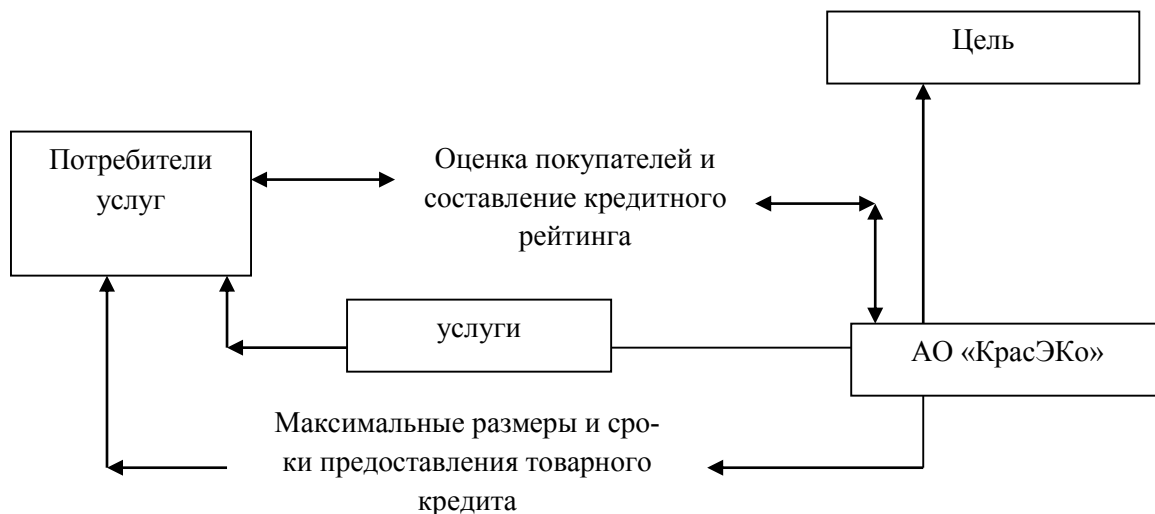 Цель
Потребители
услуг
Оценка покупателей и
составление кредитного
рейтинга
услуги
АО «КрасЭКо»
Максимальные размеры и сро-
ки предоставления товарного
кредита